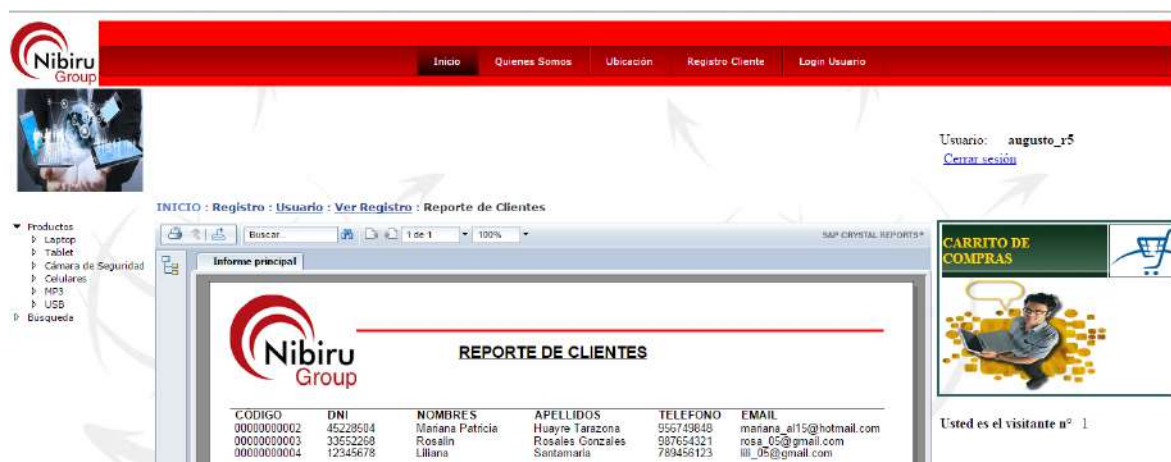 Nibiru
Group
Inicio Quienes Somos Ubicación Registro Cliente Login Usuario
Usuario: augusto_r5
Cerrar sesión
INICIO : Registro : Usuario : Ver Registro : Reporte de Clientes
Productos
Laptop
Tablet
Cámara de Seguridad
Celulares
MP3
USB
Búsqueda
Buscar... 1 de 1 100% SAP CRYSTAL REPORTS
Informe principal
CARRITO DE
COMPRAS
Nibiru
Group
REPORTE DE CLIENTES
CODIGO DNI NOMBRES APELLIDOS TELEFONO EMAIL
00000000002 45228504 Mariana Patricia Huayre Tarazona 956749848 mariana_al15@hotmail.com
00000000003 33552268 Rosalin Rosales Gonzales 987654321 rosa_05@gmail.com
00000000004 12345678 Liliana Santamaria 789456123 lili_05@gmail.com
Usted es el visitante n° 1